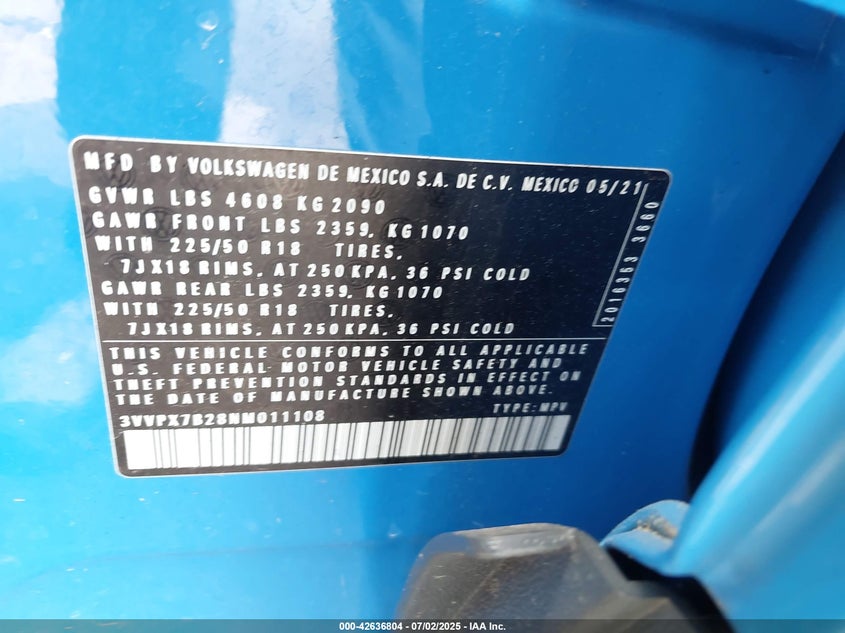 MFD BY VOLKSWAGEN DE MEXICO S.A. DE C.V. MEXICO 05/21
GVWR LBS 4608 KG 2090
GAWR FRONT LBS 2359, KG 1070
WITH 225/50 R18 TIRES,
7JX18 RIMS, AT 250 KPA, 36 PSI COLD
GAWR REAR LBS 2359, KG 1070
WITH 225/50 R18 TIRES,
7JX18 RIMS, AT 250 KPA, 36 PSI COLD
2016363 3660
THIS VEHICLE CONFORMS TO ALL APPLICABLE
U.S. FEDERAL MOTOR VEHICLE SAFETY AND
THEFT PREVENTION STANDARDS IN EFFECT ON
THE DATE OF MANUFACTURE SHOWN ABOVE.
3VVPX7B28NM011108 TYPE: MPV
000-42636804 | 07/02/2025 | IAA Inc.